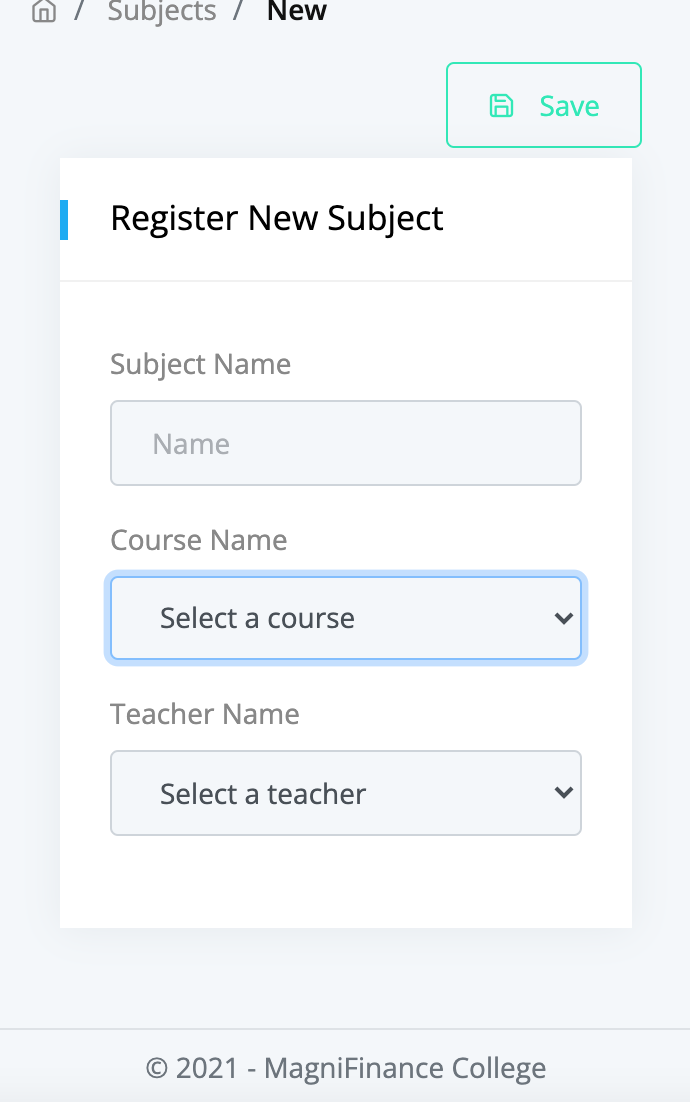 / Subjects / New
Save
Register New Subject
Subject Name
Name
Course Name
Select a course
Teacher Name
Select a teacher
© 2021 - MagniFinance College